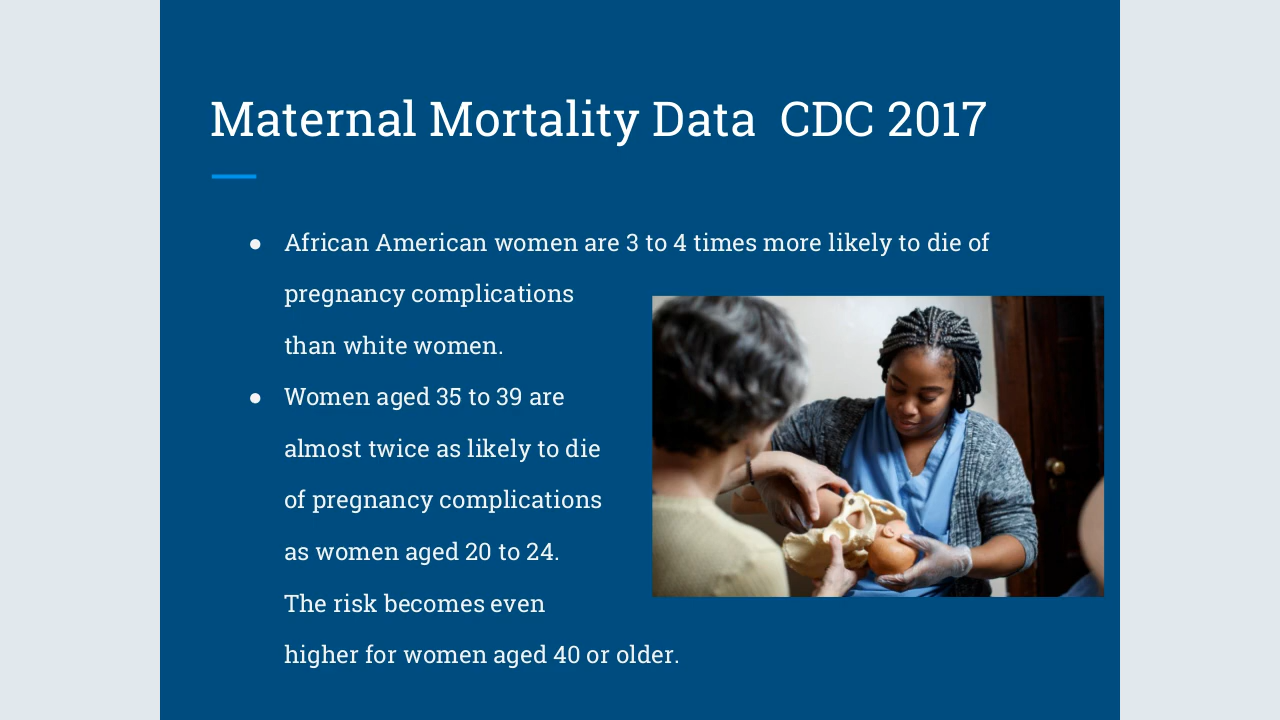 Maternal Mortality Data  CDC 2017
● African American women are 3 to 4 times more likely to die of
pregnancy complications
than white women.
● Women aged 35 to 39 are
almost twice as likely to die
of pregnancy complications
as women aged 20 to 24.
The risk becomes even
higher for women aged 40 or older.